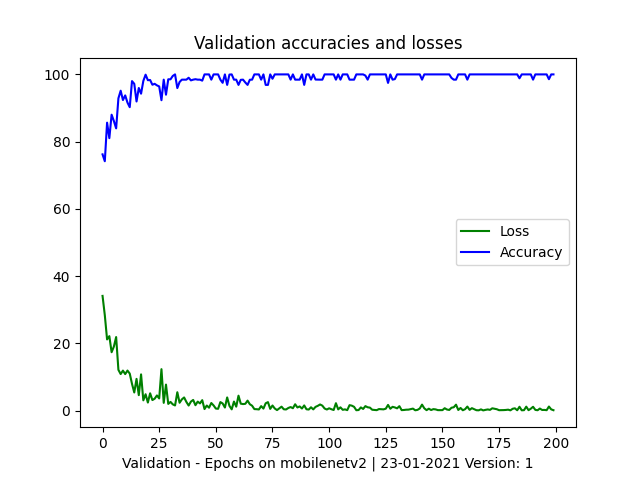 Validation accuracies and losses
100
80
60
40
20
0
Loss
Accuracy
0 25 50 75 100 125 150 175 200
Validation - Epochs on mobilenetv2 | 23-01-2021 Version: 1